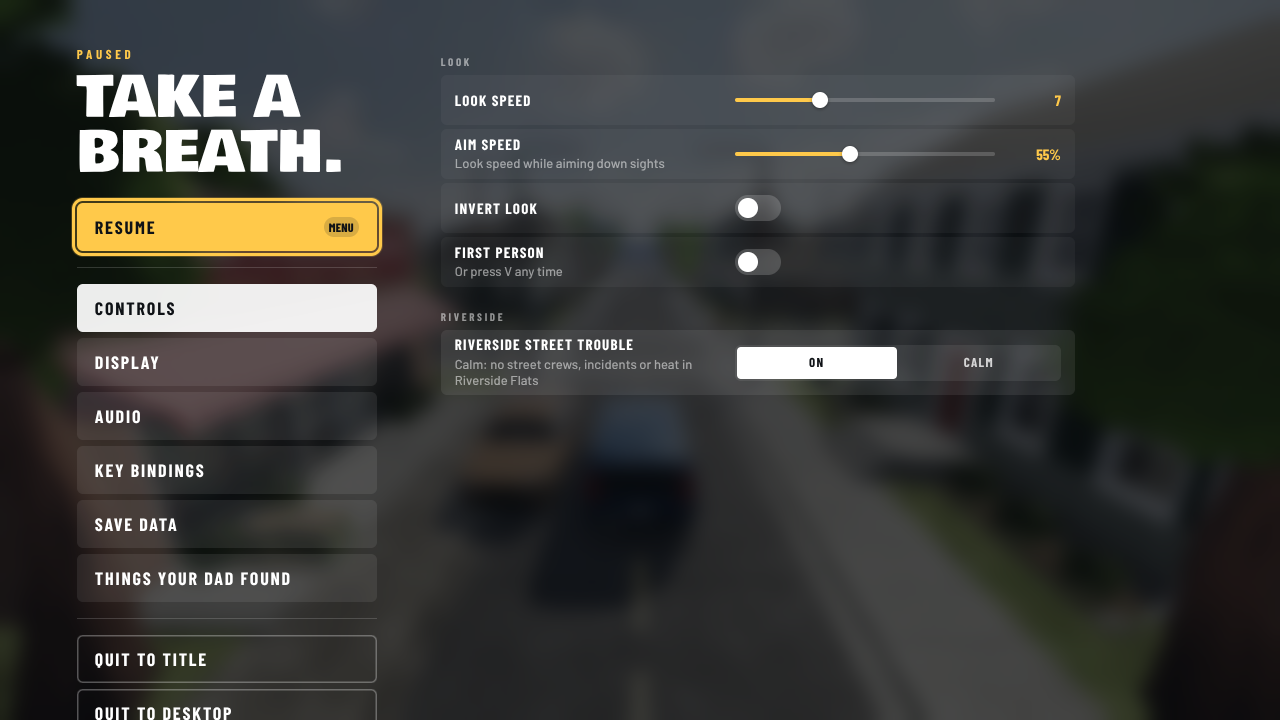 PAUSED
TAKE A
BREATH.
RESUME MENU
CONTROLS
DISPLAY
AUDIO
KEY BINDINGS
SAVE DATA
THINGS YOUR DAD FOUND
QUIT TO TITLE
QUIT TO DESKTOP
LOOK
LOOK SPEED 7
AIM SPEED
Look speed while aiming down sights
55%
INVERT LOOK
FIRST PERSON
Or press V any time
RIVERSIDE
RIVERSIDE STREET TROUBLE
Calm: no street crews, incidents or heat in
Riverside Flats
ON CALM